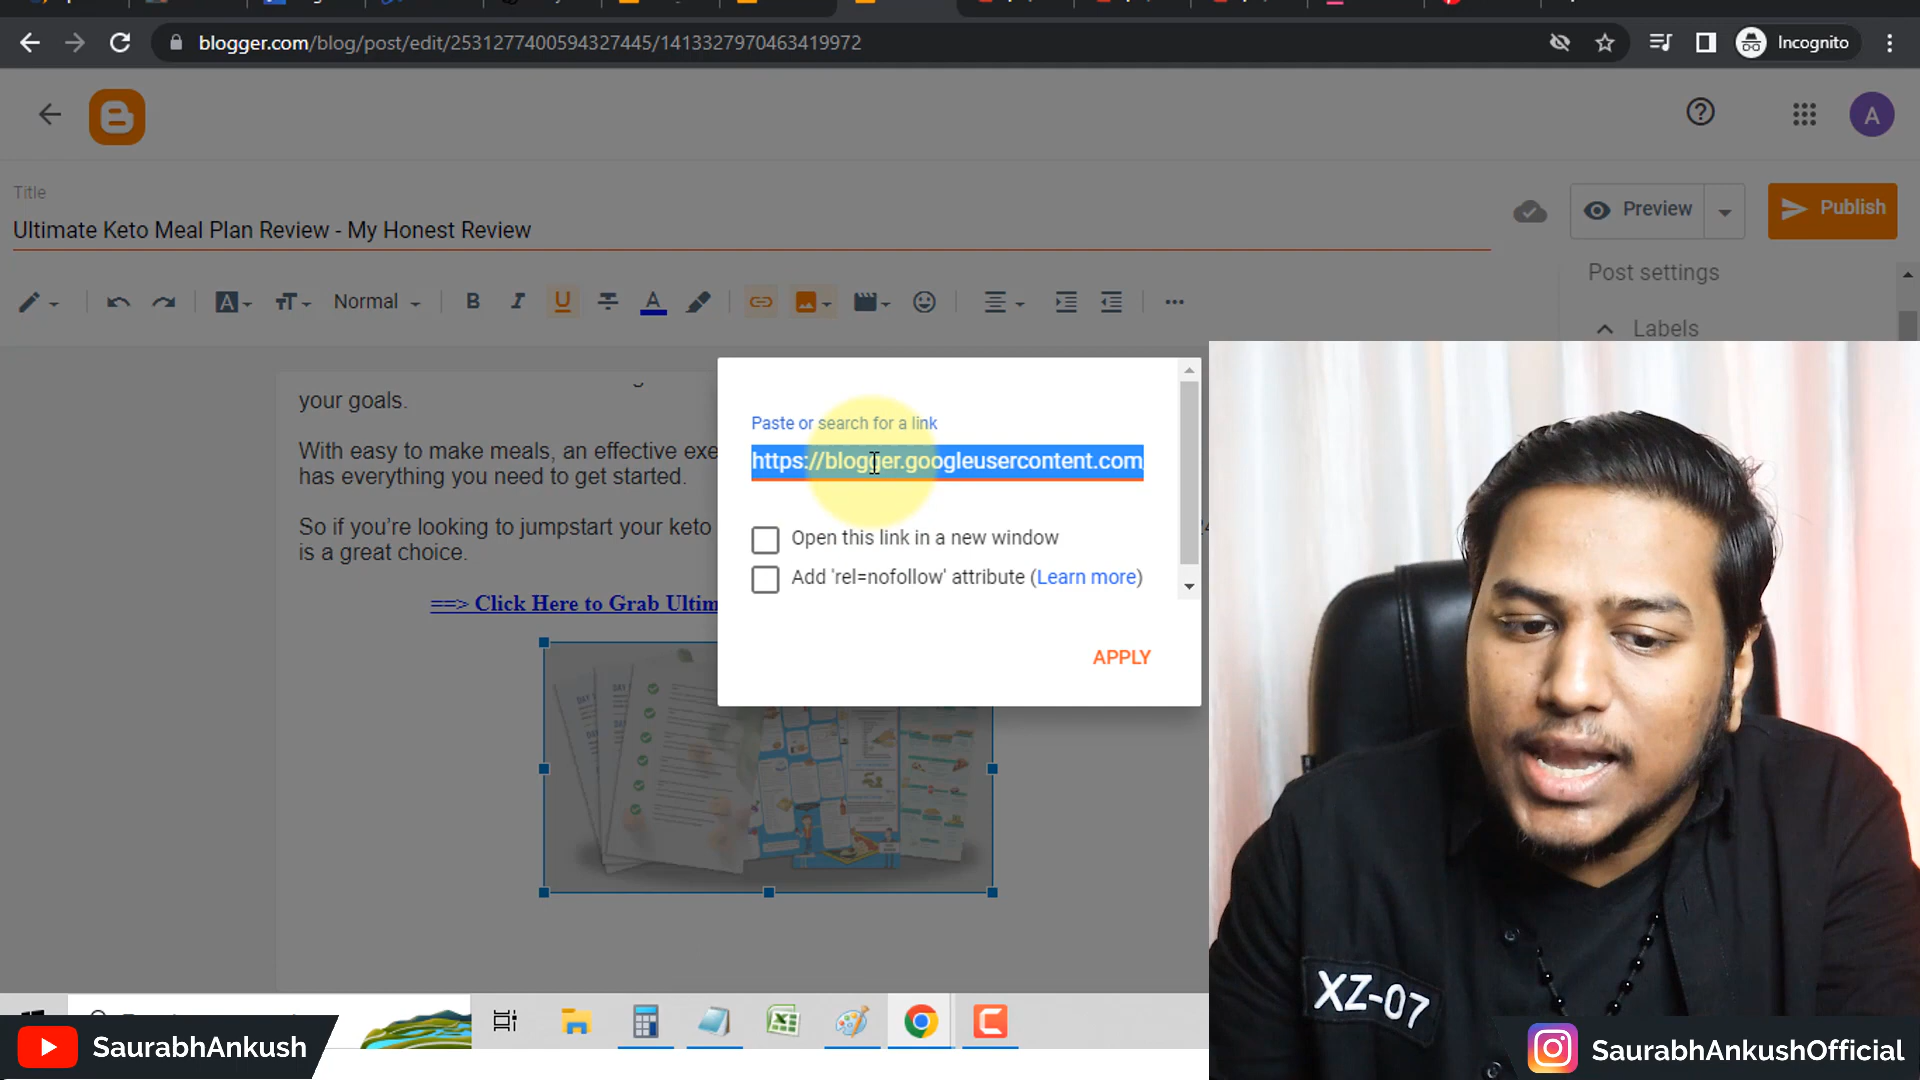 blogger.com/blog/post/edit/2531277400594327445/1413327970463419972
Incognito
A
Title
Ultimate Keto Meal Plan Review - My Honest Review
Preview
Publish
Normal
B
I
U
A
Post settings
Labels
your goals.
With easy to make meals, an effective exe
has everything you need to get started.
So if you're looking to jumpstart your keto
is a great choice.
==> Click Here to Grab Ultim
Paste or search for a link
https://blogger.googleusercontent.com
Open this link in a new window
Add 'rel=nofollow' attribute (Learn more)
APPLY
XZ-07
SaurabhAnkush
SaurabhAnkushOfficial